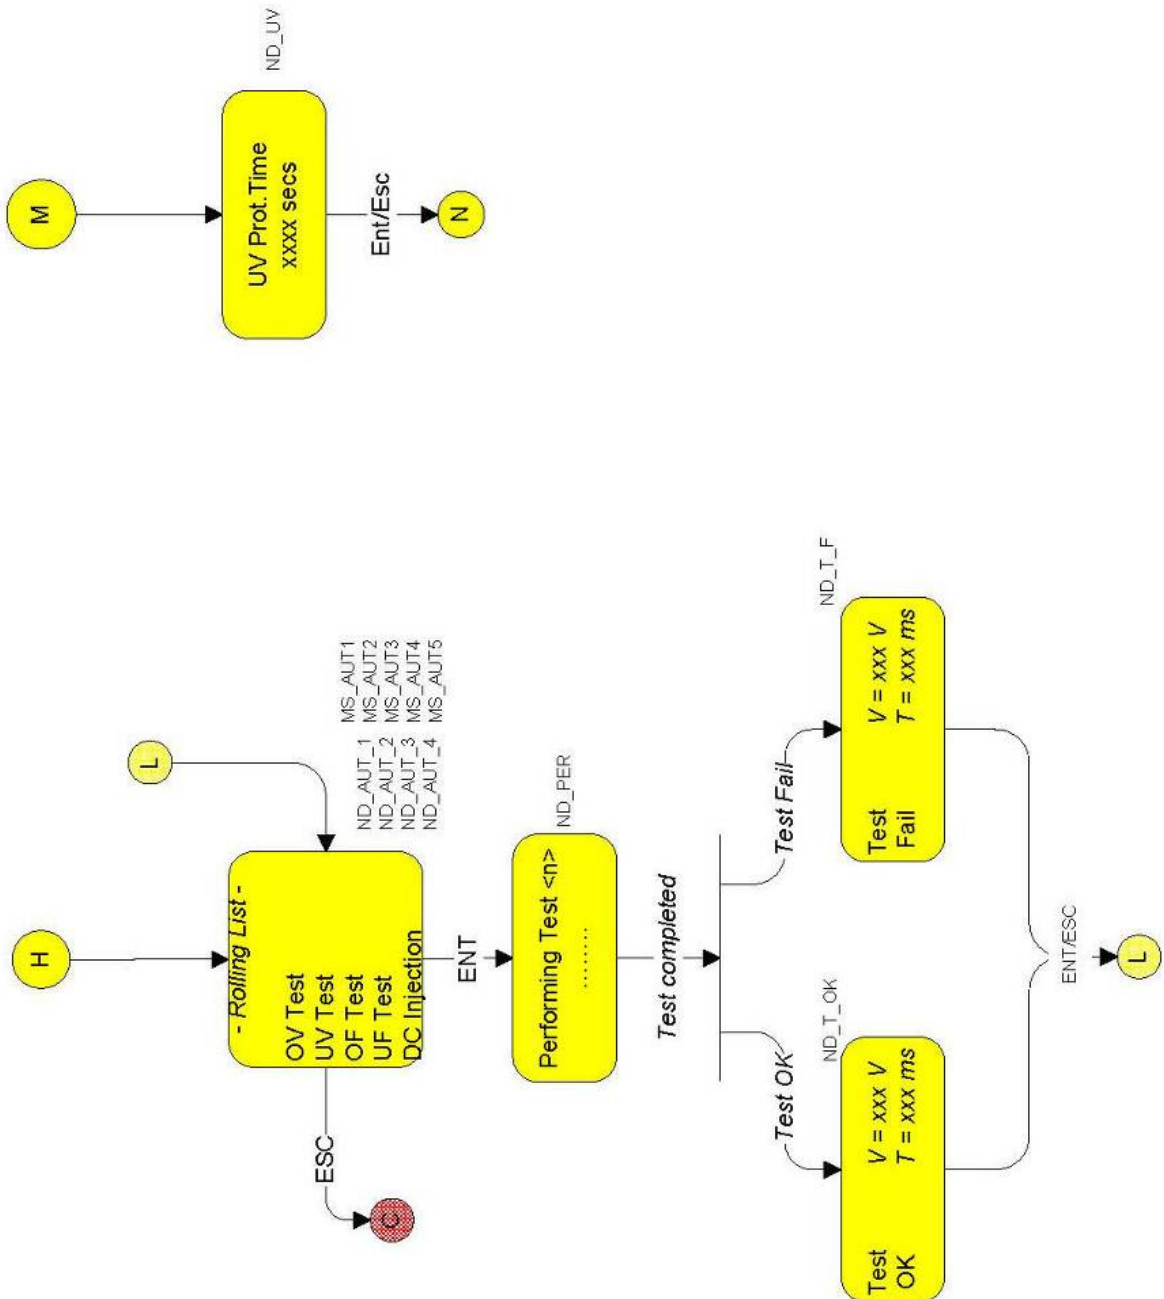 H
L
- Rolling List -
OV Test
UV Test
OF Test
UF Test
DC Injection
ND_AUT_1 MS_AUT1
ND_AUT_2 MS_AUT2
ND_AUT_3 MS_AUT3
ND_AUT_4 MS_AUT4
MS_AUT5
ESC
C
ENT
Performing Test <n>
........
ND_PER
Test completed
Test OK
Test Fail
ND_T_OK
Test V = xxx V
OK T = xxx ms
ND_T_F
Test V = xxx V
Fail T = xxx ms
ENT/ESC
L
M
UV Prot.Time
xxxx secs
ND_UV
Ent/Esc
N